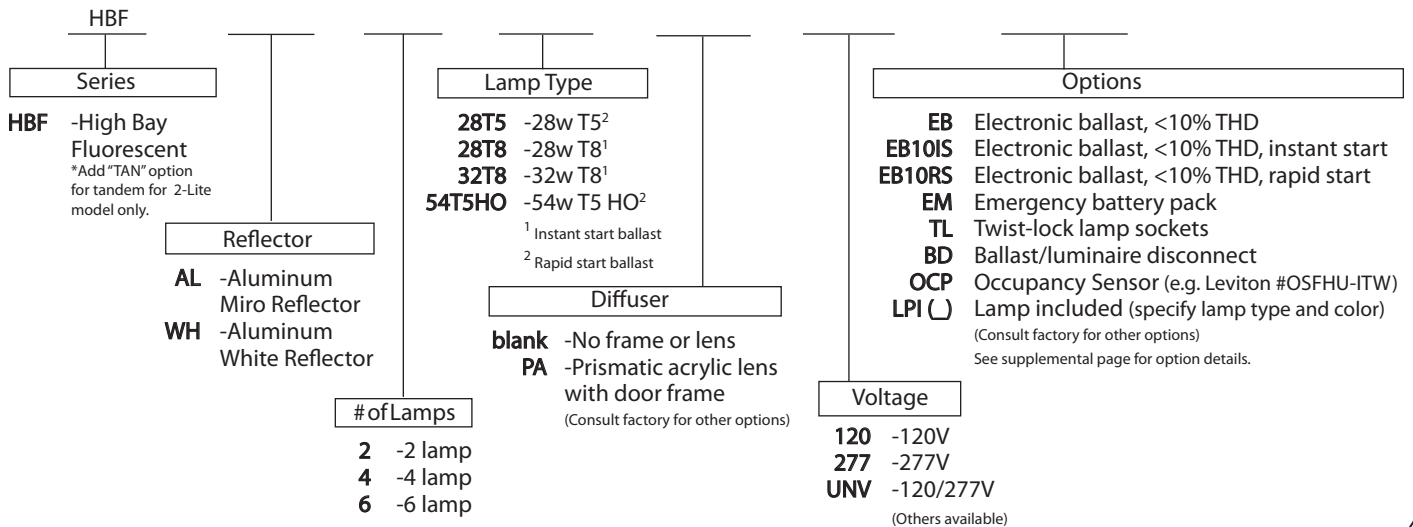 HBF
Series
HBF -High Bay
Fluorescent
*Add "TAN" option
for tandem for 2-Lite
model only.
Reflector
AL -Aluminum
Miro Reflector
WH -Aluminum
White Reflector
# of Lamps
2 -2 lamp
4 -4 lamp
6 -6 lamp
Lamp Type
28T5 -28w T5²
28T8 -28w T8¹
32T8 -32w T8¹
54T5HO -54w T5 HO²
¹ Instant start ballast
² Rapid start ballast
Diffuser
blank -No frame or lens
PA -Prismatic acrylic lens
with door frame
(Consult factory for other options)
Voltage
120 -120V
277 -277V
UNV -120/277V
(Others available)
Options
EB Electronic ballast, <10% THD
EB10IS Electronic ballast, <10% THD, instant start
EB10RS Electronic ballast, <10% THD, rapid start
EM Emergency battery pack
TL Twist-lock lamp sockets
BD Ballast/luminaire disconnect
OCP Occupancy Sensor (e.g. Leviton #OSFHU-ITW)
LPI (_) Lamp included (specify lamp type and color)
(Consult factory for other options)
See supplemental page for option details.